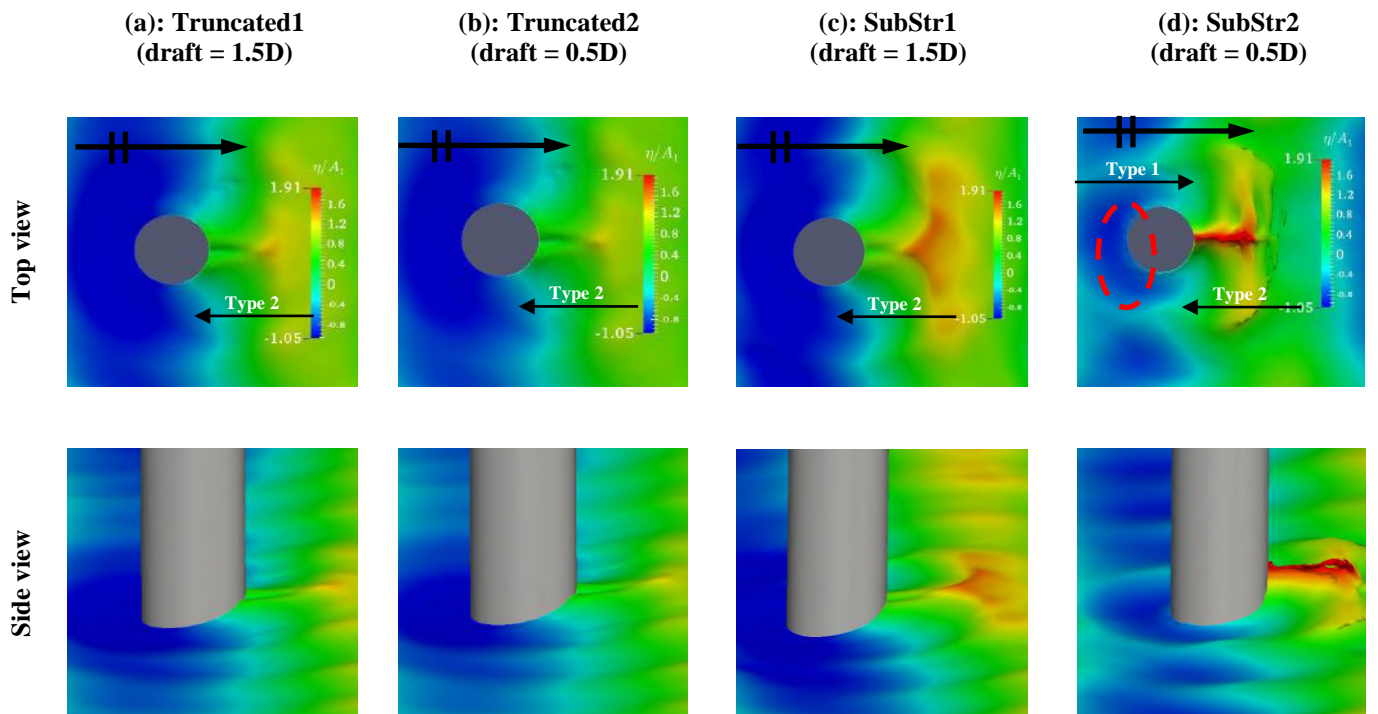 (a): Truncated1
(draft = 1.5D)
(b): Truncated2
(draft = 0.5D)
(c): SubStr1
(draft = 1.5D)
(d): SubStr2
(draft = 0.5D)
Top view
η/A₁
1.91
1.6
1.2
0.8
0.4
0
-0.4
-0.8
-1.05
Type 2
η/A₁
1.91
1.6
1.2
0.8
0.4
0
-0.4
-0.8
-1.05
Type 2
η/A₁
1.91
1.6
1.2
0.8
0.4
0
-0.4
-0.8
-1.05
Type 2
Type 1
η/A₁
1.91
1.6
1.2
0.8
0.4
0
-0.4
-0.8
-1.05
Type 2
Side view